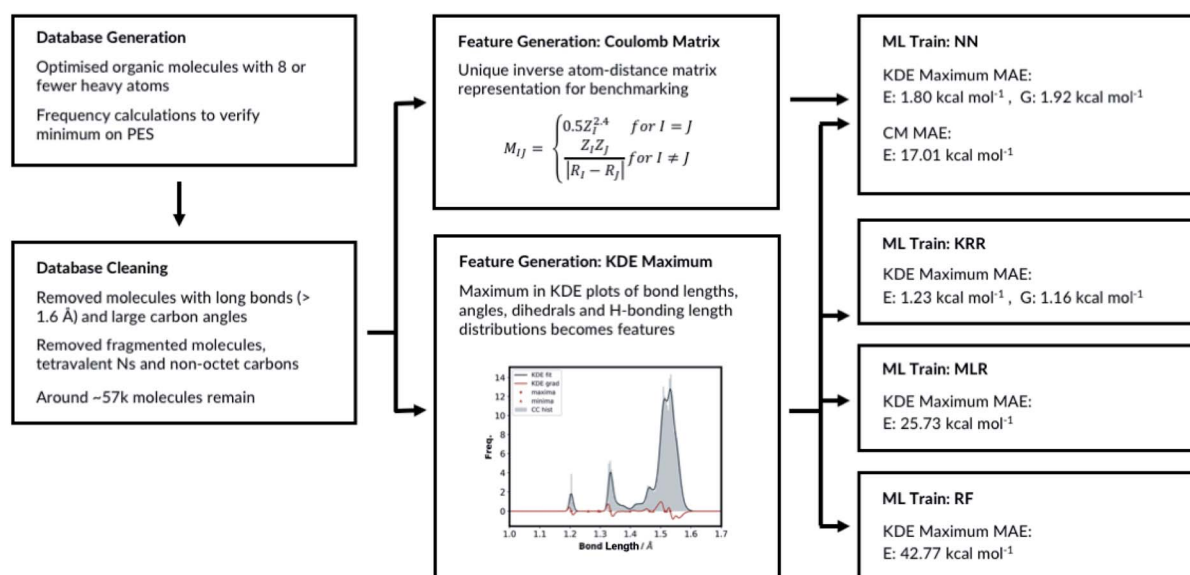 Database Generation
Optimised organic molecules with 8 or
fewer heavy atoms
Frequency calculations to verify
minimum on PES
Database Cleaning
Removed molecules with long bonds (>
1.6 Å) and large carbon angles
Removed fragmented molecules,
tetravalent Ns and non-octet carbons
Around ~57k molecules remain
Feature Generation: Coulomb Matrix
Unique inverse atom-distance matrix
representation for benchmarking
M_{IJ} = { 0.5Z_I^{2.4} for I = J
Z_I Z_J / |R_I − R_J| for I ≠ J
Feature Generation: KDE Maximum
Maximum in KDE plots of bond lengths,
angles, dihedrals and H-bonding length
distributions becomes features
KDE fit
KDE grad
maxima
minima
CC hist
Freq.
14
12
10
8
6
4
2
0
1.0 1.1 1.2 1.3 1.4 1.5 1.6 1.7
Bond Length / Å
ML Train: NN
KDE Maximum MAE:
E: 1.80 kcal mol⁻¹ , G: 1.92 kcal mol⁻¹
CM MAE:
E: 17.01 kcal mol⁻¹
ML Train: KRR
KDE Maximum MAE:
E: 1.23 kcal mol⁻¹ , G: 1.16 kcal mol⁻¹
ML Train: MLR
KDE Maximum MAE:
E: 25.73 kcal mol⁻¹
ML Train: RF
KDE Maximum MAE:
E: 42.77 kcal mol⁻¹